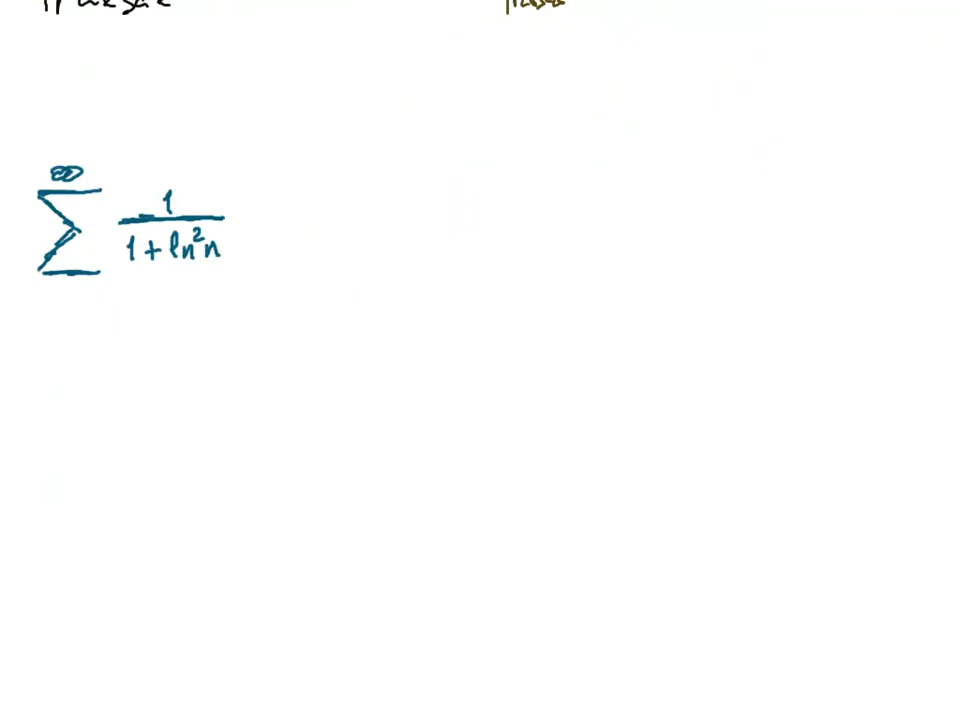 ∞
∑ 1/(1 + ln²n)